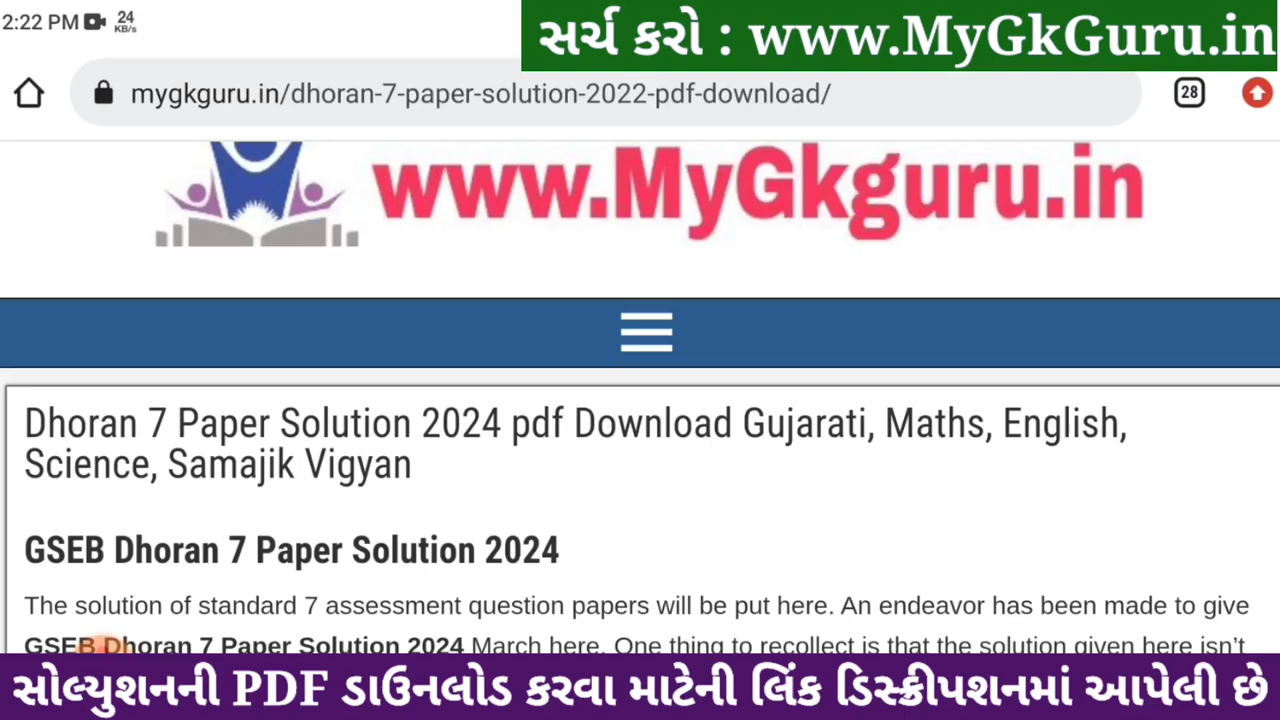 2:22 PM 24 KB/s
સર્ચ કરો : www.MyGkGuru.in
mygkguru.in/dhoran-7-paper-solution-2022-pdf-download/ 28
www.MyGkguru.in
Dhoran 7 Paper Solution 2024 pdf Download Gujarati, Maths, English,
Science, Samajik Vigyan
GSEB Dhoran 7 Paper Solution 2024
The solution of standard 7 assessment question papers will be put here. An endeavor has been made to give
GSEB Dhoran 7 Paper Solution 2024 March here. One thing to recollect is that the solution given here isn't
સોલ્યુશનની PDF ડાઉનલોડ કરવા માટેની લિંક ડિસ્ક્રીપશનમાં આપેલી છે